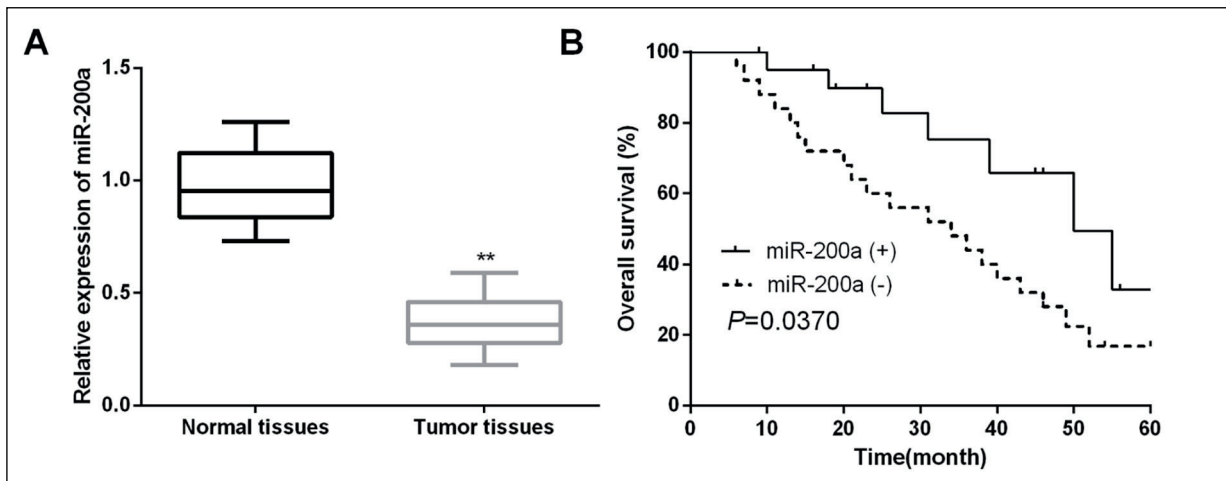 A
Relative expression of miR-200a
1.5
1.0
0.5
0.0
**
Normal tissues
Tumor tissues
B
Overall survival (%)
100
80
60
40
20
0
miR-200a (+)
miR-200a (-)
P=0.0370
0
10
20
30
40
50
60
Time(month)